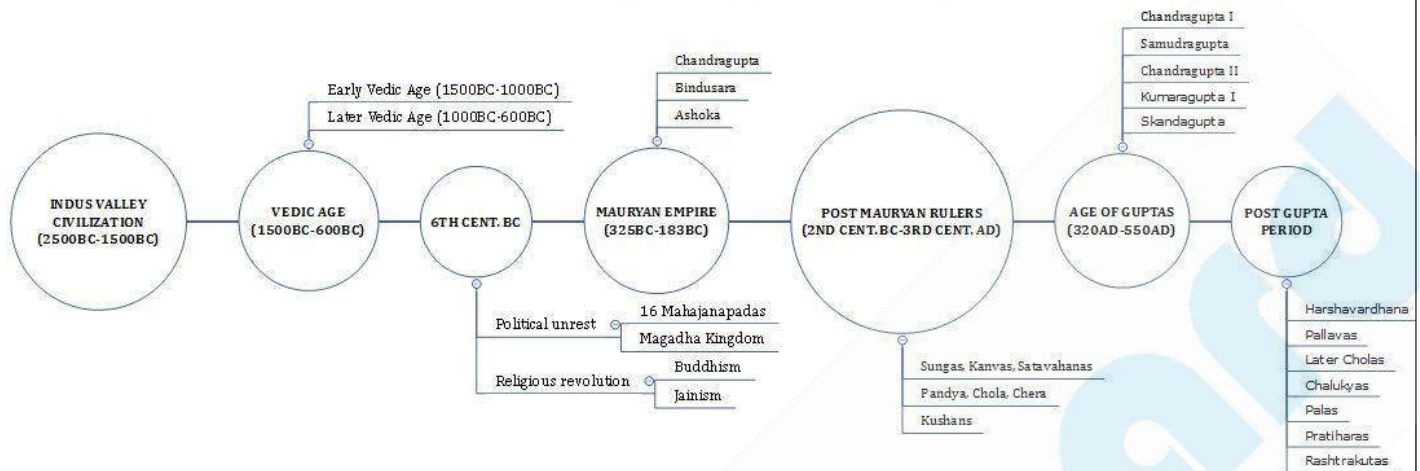 INDUS VALLEY
CIVILIZATION
(2500BC-1500BC)
Early Vedic Age (1500BC-1000BC)
Later Vedic Age (1000BC-600BC)
VEDIC AGE
(1500BC-600BC)
6TH CENT. BC
Political unrest
16 Mahajanapadas
Magadha Kingdom
Religious revolution
Buddhism
Jainism
Chandragupta
Bindusara
Ashoka
MAURYAN EMPIRE
(325BC-183BC)
POST MAURYAN RULERS
(2ND CENT.BC-3RD CENT. AD)
Sungas, Kanvas, Satavahanas
Pandya, Chola, Chera
Kushans
Chandragupta I
Samudragupta
Chandragupta II
Kumaragupta I
Skandagupta
AGE OF GUPTAS
(320AD-550AD)
POST GUPTA
PERIOD
Harshavardhana
Pallavas
Later Cholas
Chalukyas
Palas
Pratiharas
Rashtrakutas